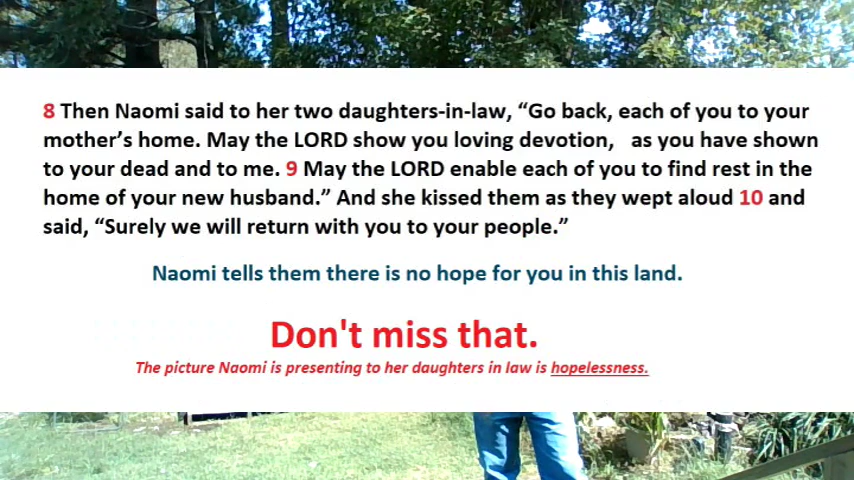 8 Then Naomi said to her two daughters-in-law, “Go back, each of you to your
mother’s home. May the LORD show you loving devotion,   as you have shown
to your dead and to me. 9 May the LORD enable each of you to find rest in the
home of your new husband.” And she kissed them as they wept aloud 10 and
said, “Surely we will return with you to your people.”
Naomi tells them there is no hope for you in this land.
Don't miss that.
The picture Naomi is presenting to her daughters in law is hopelessness.